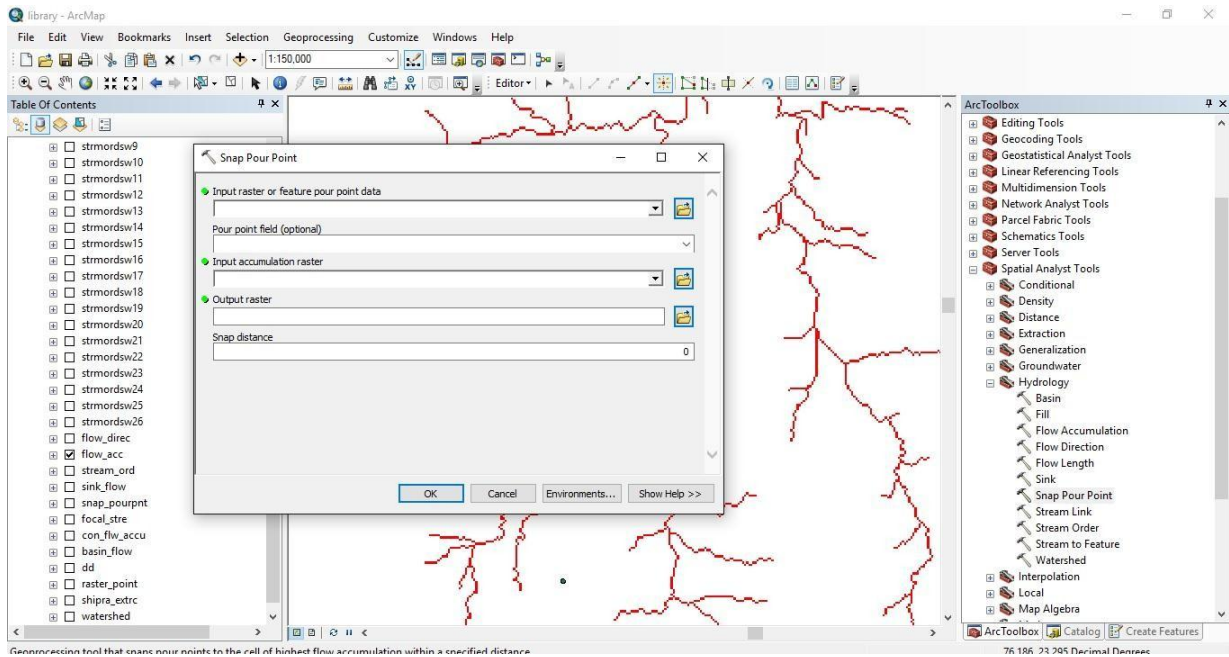 library - ArcMap
File Edit View Bookmarks Insert Selection Geoprocessing Customize Windows Help
1:150,000
Editor
Table Of Contents
strmordsw9
strmordsw10
strmordsw11
strmordsw12
strmordsw13
strmordsw14
strmordsw15
strmordsw16
strmordsw17
strmordsw18
strmordsw19
strmordsw20
strmordsw21
strmordsw22
strmordsw23
strmordsw24
strmordsw25
strmordsw26
flow_direc
flow_acc
stream_ord
sink_flow
snap_pourpnt
focal_stre
con_flw_accu
basin_flow
dd
raster_point
shipra_extrc
watershed
Snap Pour Point
Input raster or feature pour point data
Pour point field (optional)
Input accumulation raster
Output raster
Snap distance
0
OK Cancel Environments... Show Help >>
ArcToolbox
Editing Tools
Geocoding Tools
Geostatistical Analyst Tools
Linear Referencing Tools
Multidimension Tools
Network Analyst Tools
Parcel Fabric Tools
Schematics Tools
Server Tools
Spatial Analyst Tools
Conditional
Density
Distance
Extraction
Generalization
Groundwater
Hydrology
Basin
Fill
Flow Accumulation
Flow Direction
Flow Length
Sink
Snap Pour Point
Stream Link
Stream Order
Stream to Feature
Watershed
Interpolation
Local
Map Algebra
ArcToolbox Catalog Create Features
Geoprocessing tool that snaps pour points to the cell of highest flow accumulation within a specified distance
76.186 23.295 Decimal Degrees